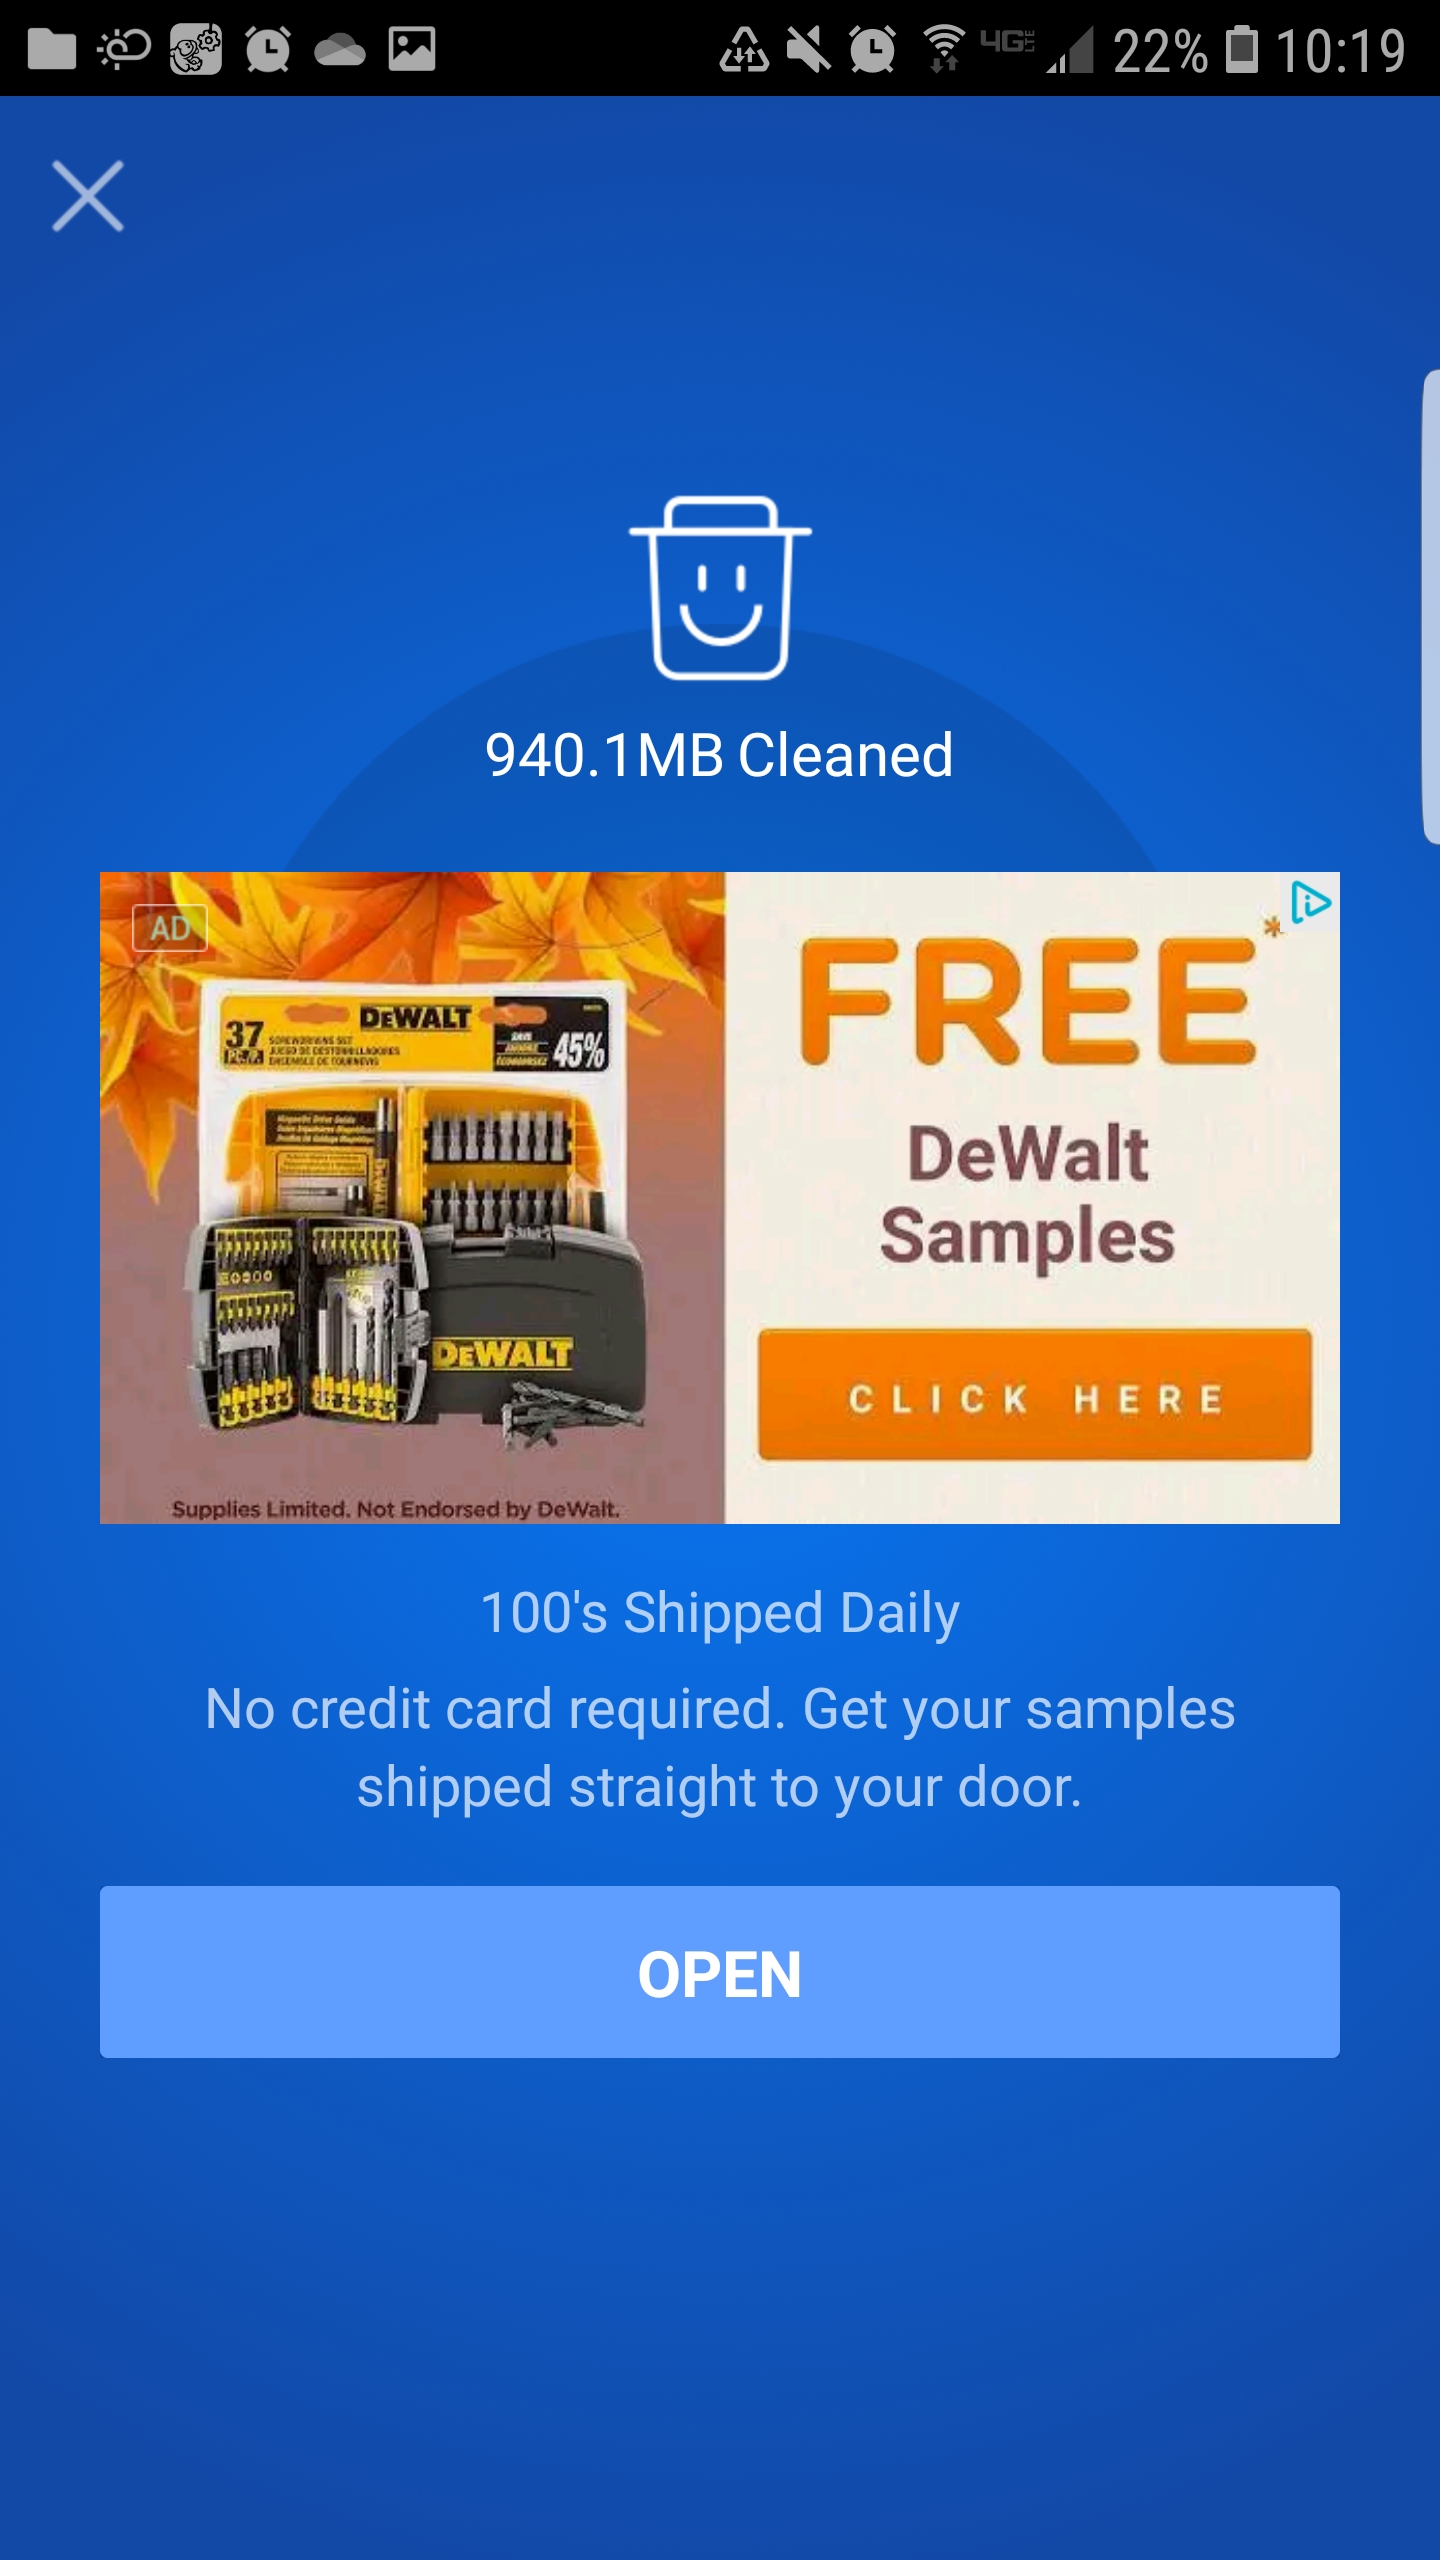 4G LTE 22% 10:19
940.1MB Cleaned
AD
37
DEWALT
45%
SCREWDRIVING SET
DEWALT
Supplies Limited. Not Endorsed by DeWalt.
FREE*
DeWalt
Samples
CLICK HERE
100's Shipped Daily
No credit card required. Get your samples
shipped straight to your door.
OPEN